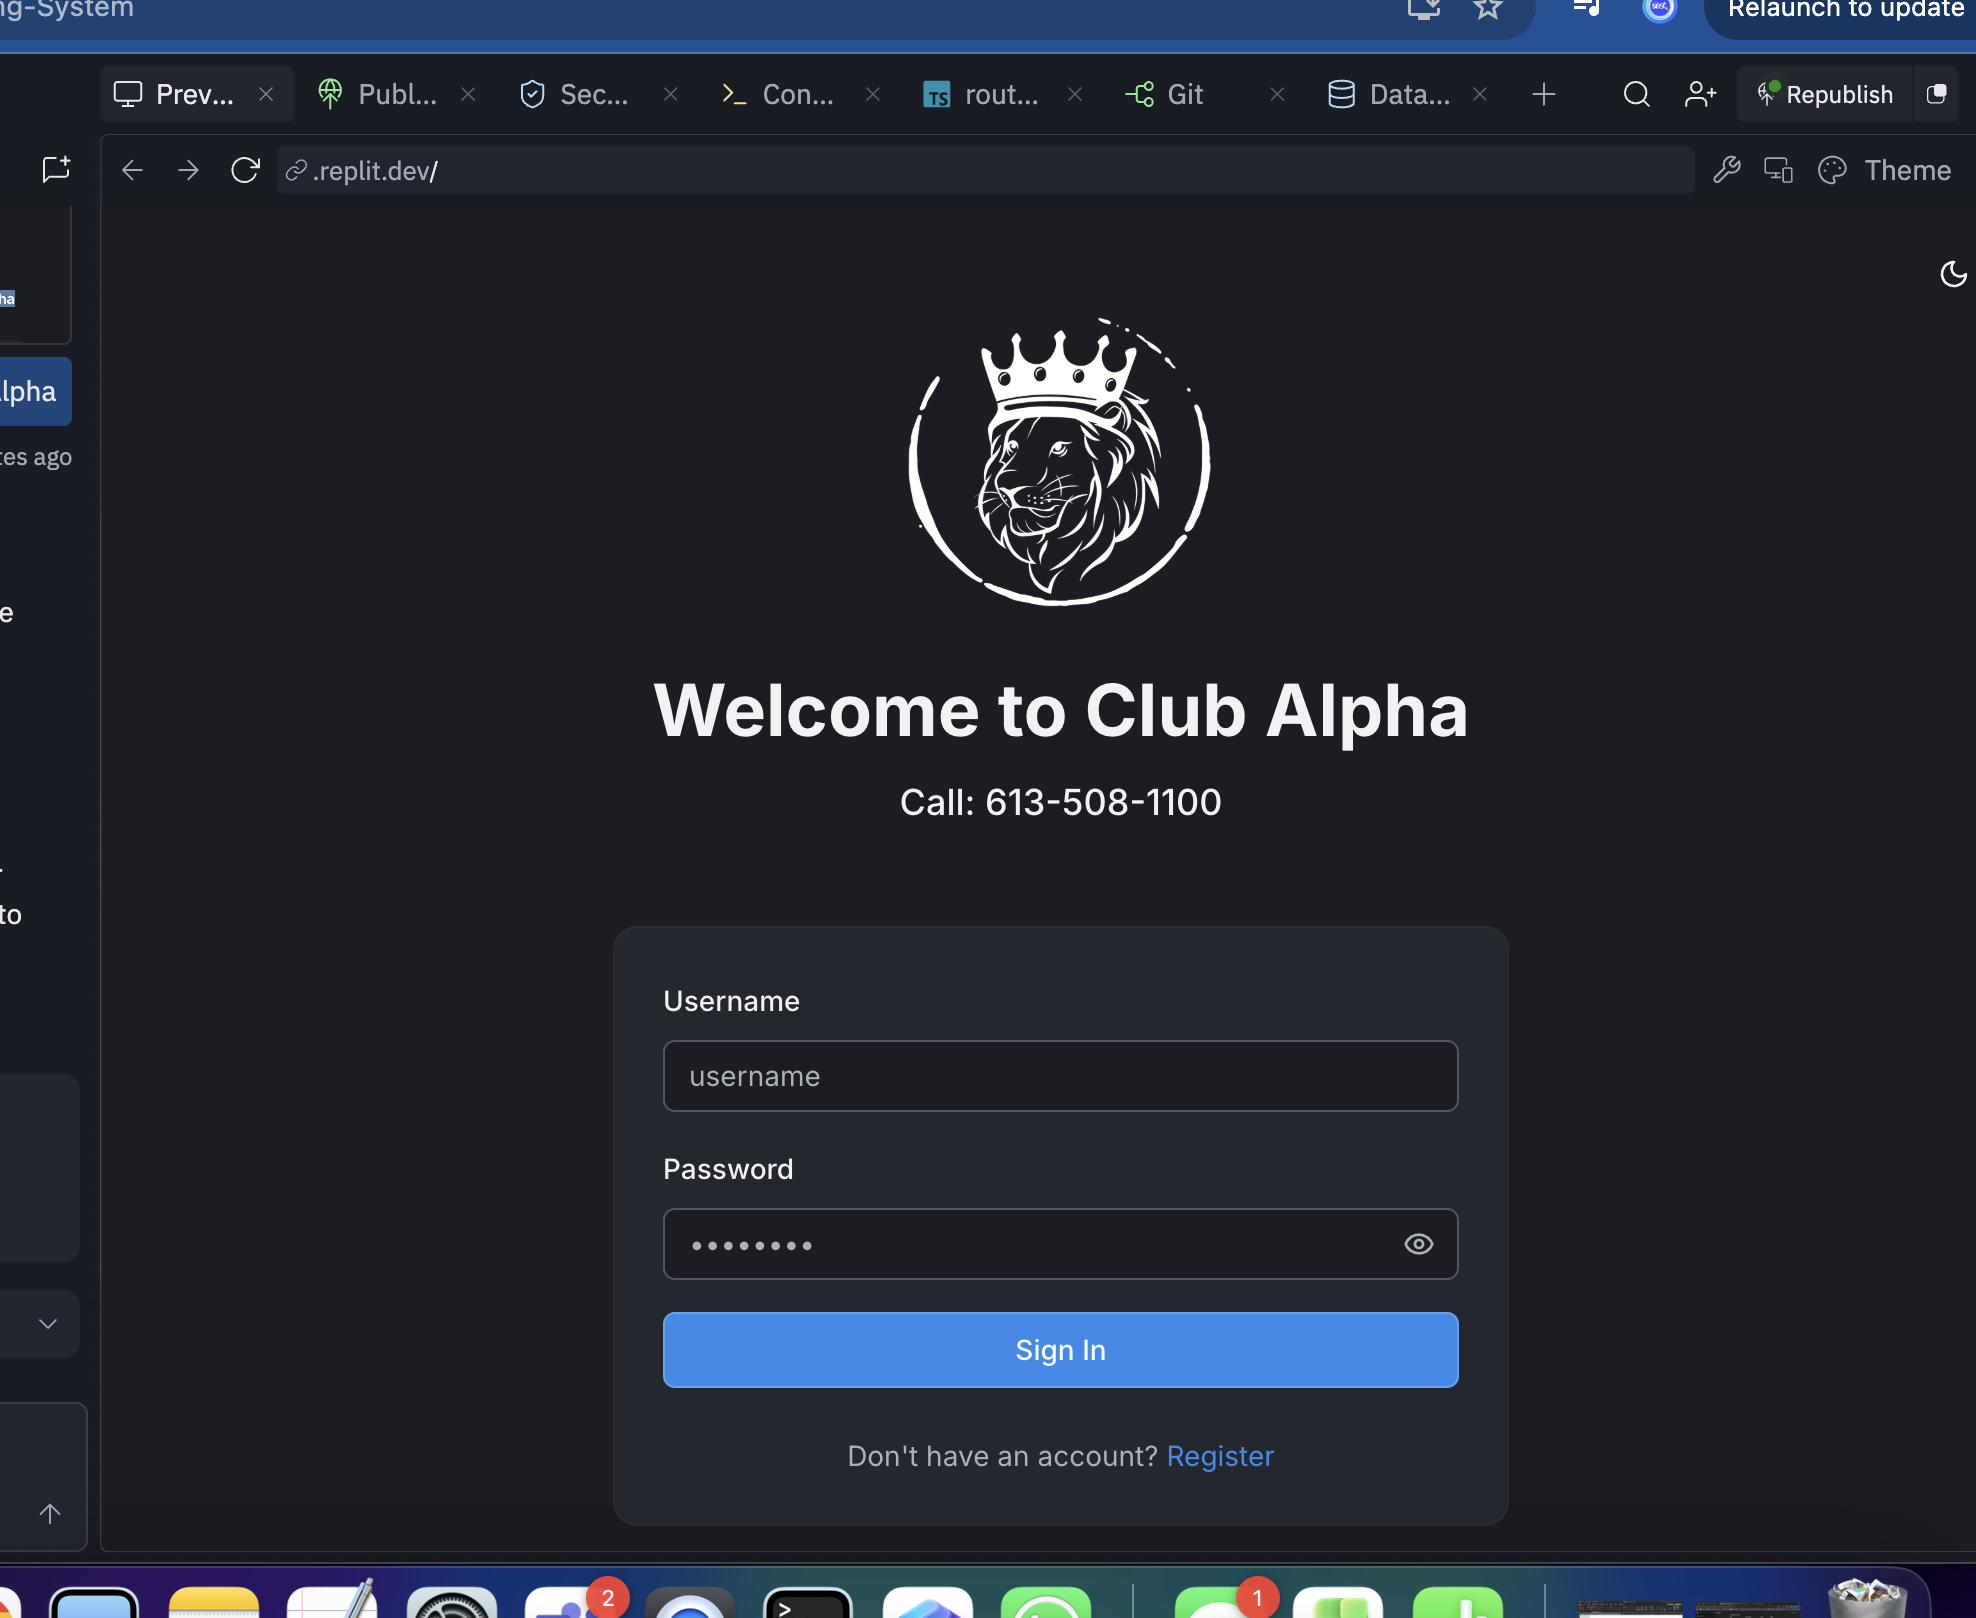 ng-System
Relaunch to update
Prev...
Publ...
Sec...
Con...
TS
rout...
Git
Data...
Republish
.replit.dev/
Theme
ha
lpha
tes ago
e
to
Welcome to Club Alpha
Call: 613-508-1100
Username
username
Password
Sign In
Don't have an account? Register
2
1